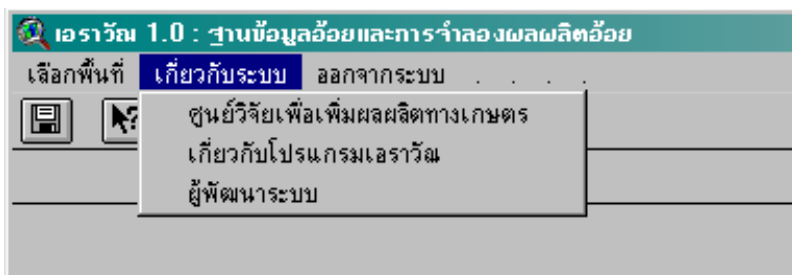 เอราวัณ 1.0 : ฐานข้อมูลอ้อยและการจำลองผลผลิตอ้อย
เลือกพื้นที่ เกี่ยวกับระบบ ออกจากระบบ . . . .
ศูนย์วิจัยเพื่อเพิ่มผลผลิตทางเกษตร
เกี่ยวกับโปรแกรมเอราวัณ
ผู้พัฒนาระบบ